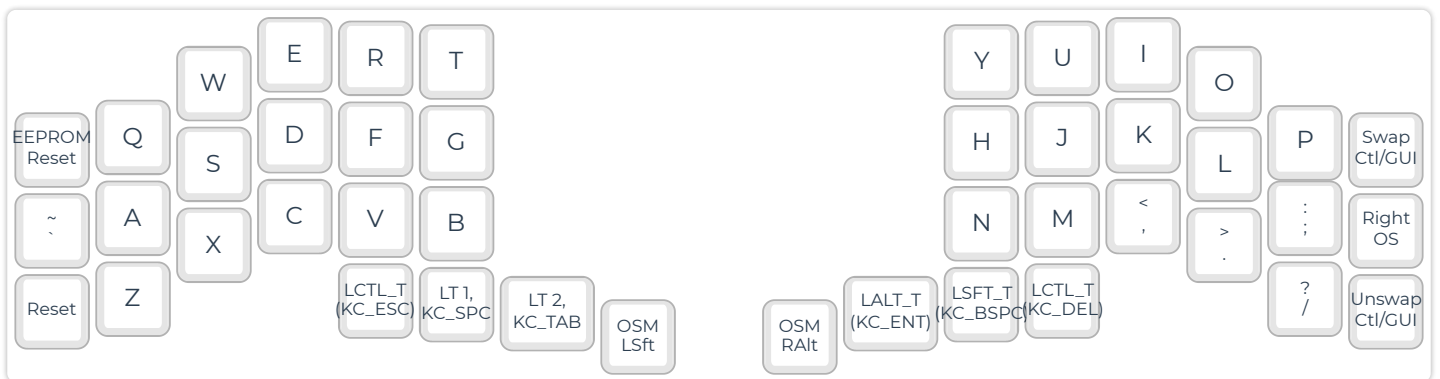 E R T Y U I
W O
EEPROM
Reset
Q D F G H J K P Swap
Ctl/GUI
S L
~
`
A C V B N M <
,
:
;
Right
OS
X >
.
Reset
Z LCTL_T
(KC_ESC)
LT 1,
KC_SPC
LT 2,
KC_TAB
OSM
LSft
OSM
RAlt
LALT_T
(KC_ENT)
LSFT_T
(KC_BSPC)
LCTL_T
(KC_DEL)
?
/
Unswap
Ctl/GUI